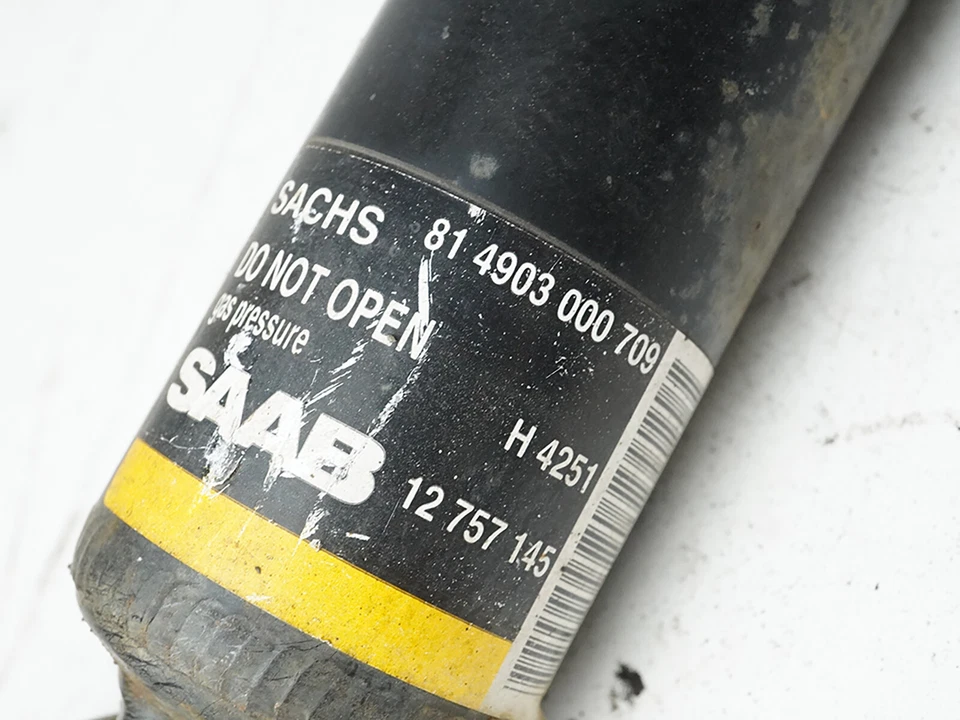 SACHS 81 4903 000 709
DO NOT OPEN
gas pressure
SAAB
H 4251
12 757 145